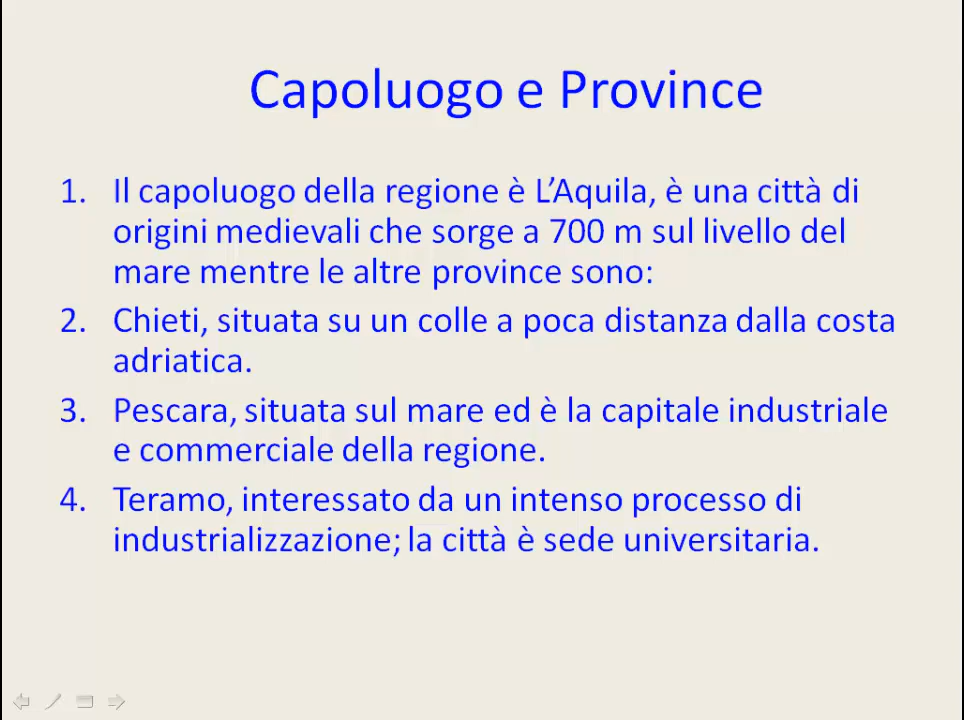 Capoluogo e Province
1. Il capoluogo della regione è L’Aquila, è una città di
origini medievali che sorge a 700 m sul livello del
mare mentre le altre province sono:
2. Chieti, situata su un colle a poca distanza dalla costa
adriatica.
3. Pescara, situata sul mare ed è la capitale industriale
e commerciale della regione.
4. Teramo, interessato da un intenso processo di
industrializzazione; la città è sede universitaria.